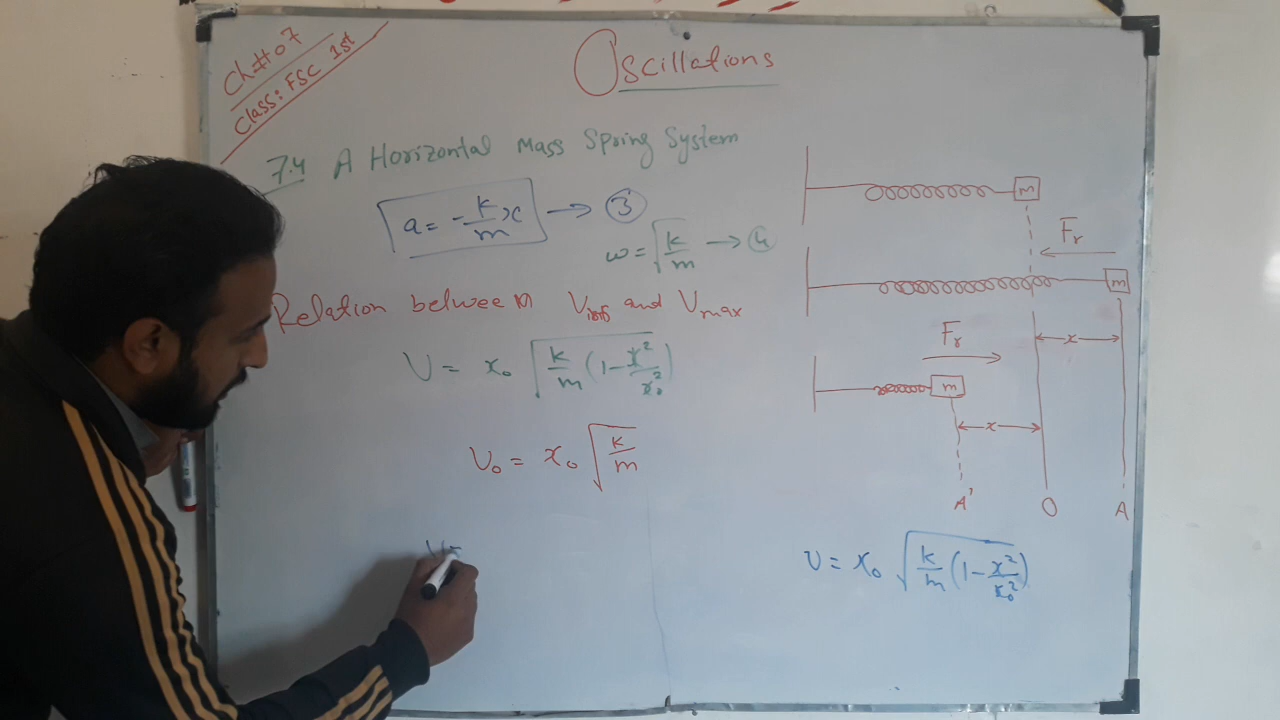 Ch#07
Class: FSC 1st
Oscillations
7.4 A Horizontal Mass Spring System
a = -k/m x → 3
ω = √k/m → 4
Relation between Vinst and Vmax
V = x₀ √k/m (1 - x²/x₀²)
V₀ = x₀ √k/m
V=
m
Fr
m
x
Fr
m
x
A' O A
v = x₀ √k/m (1 - x²/x₀²)